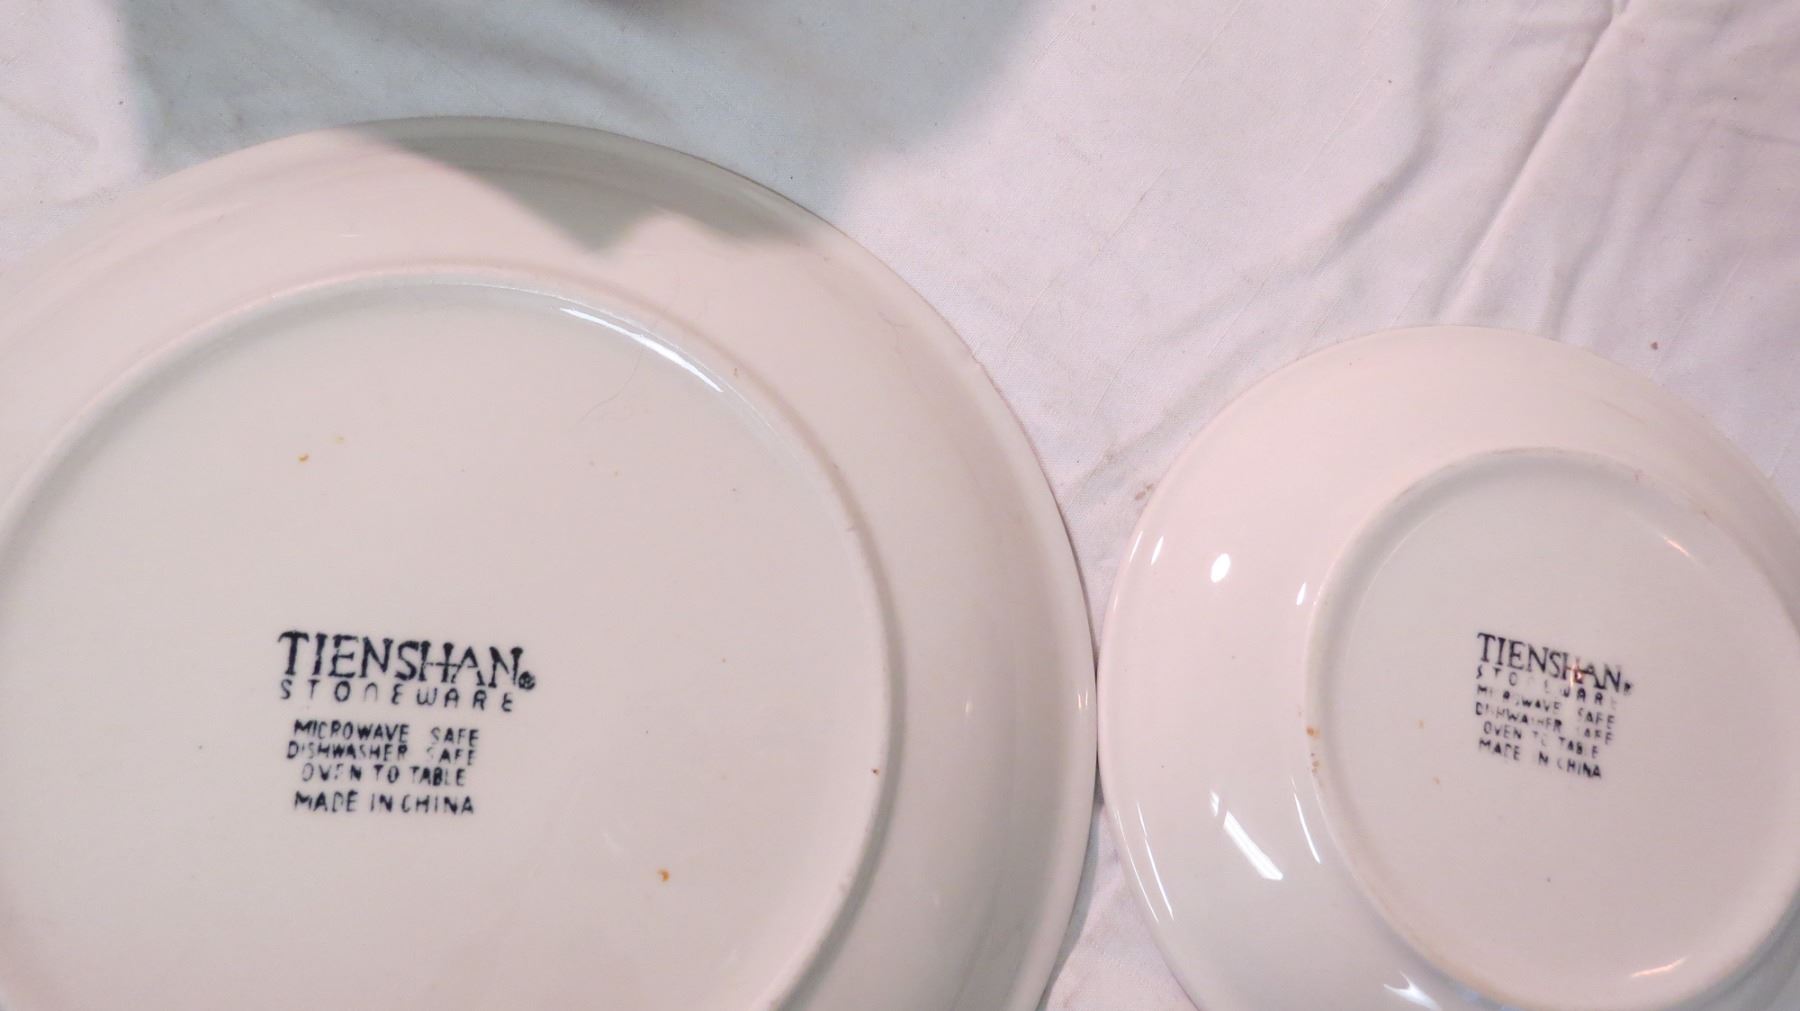 TIENSHAN®
STONEWARE
MICROWAVE SAFE
DISHWASHER SAFE
OVEN TO TABLE
MADE IN CHINA
TIENSHAN®
STONEWARE
MICROWAVE SAFE
DISHWASHER SAFE
OVEN TO TABLE
MADE IN CHINA